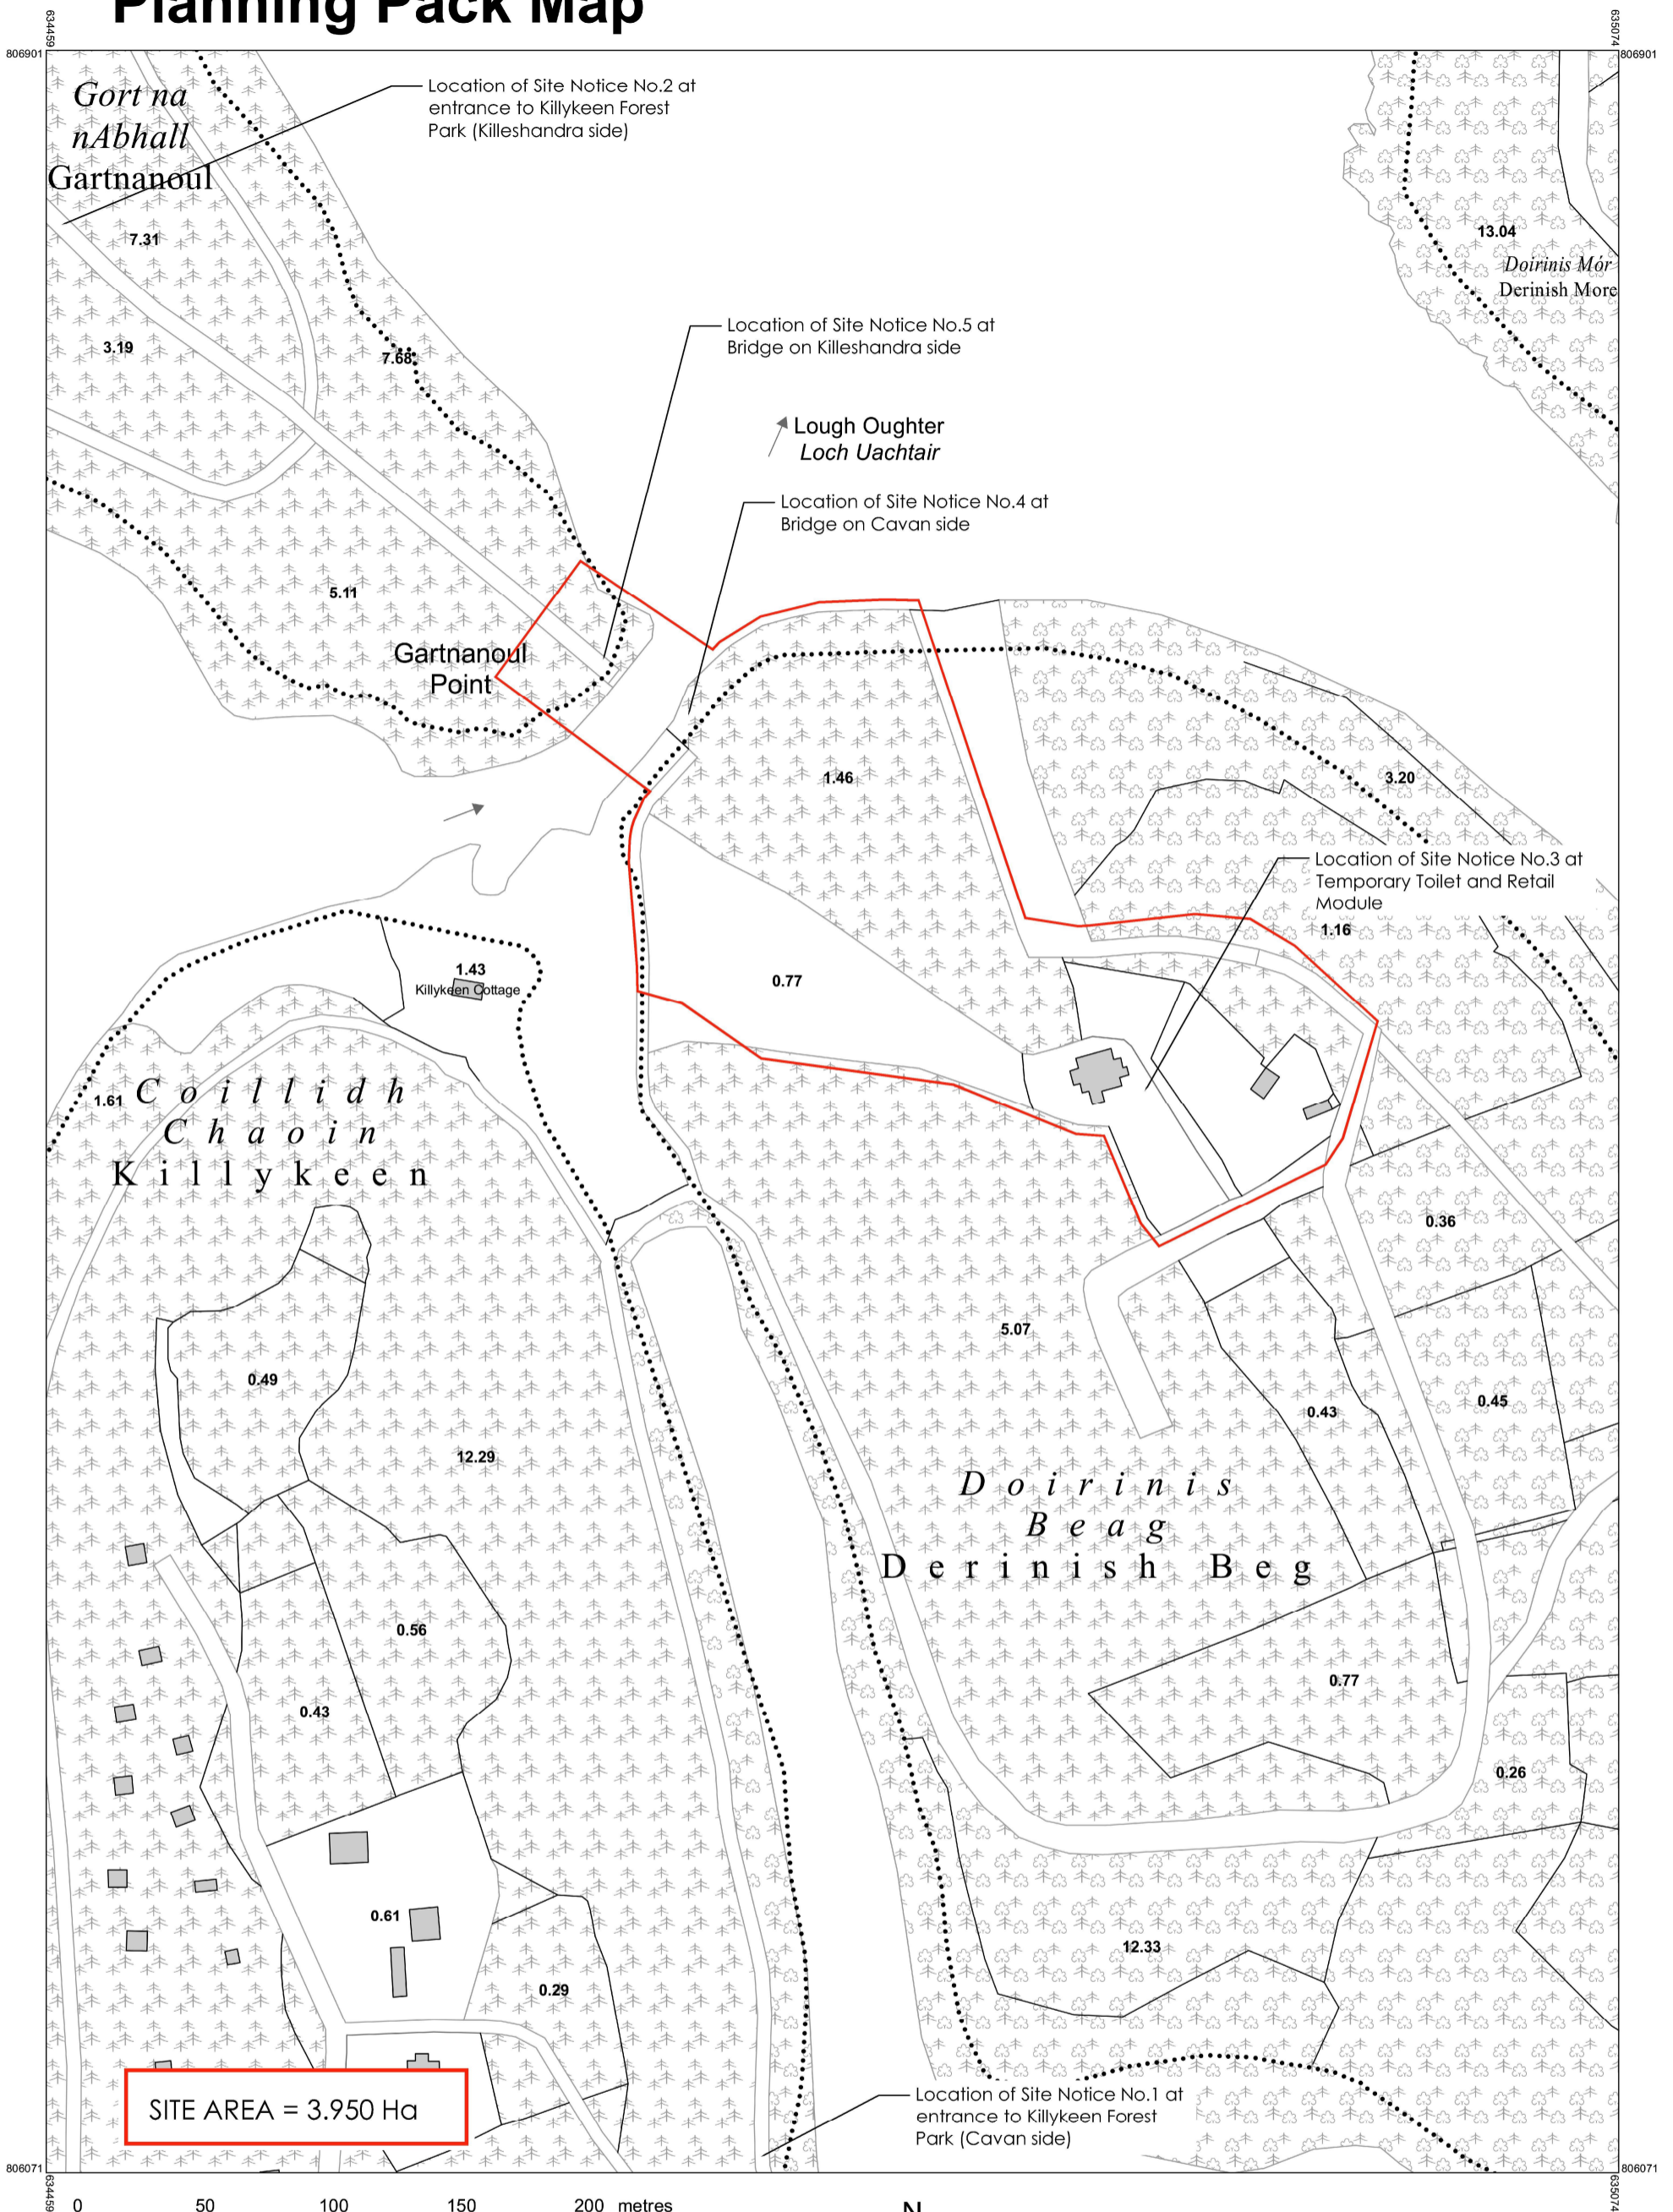 Planning Pack Map
634459
635074
806901
806901
Gort na
nAbhall
Gartnanoul
Location of Site Notice No.2 at
entrance to Killykeen Forest
Park (Killeshandra side)
7.31
13.04
Doirinis Mór
Derinish More
3.19
7.68
Location of Site Notice No.5 at
Bridge on Killeshandra side
Lough Oughter
Loch Uachtair
Location of Site Notice No.4 at
Bridge on Cavan side
5.11
Gartnanoul
Point
1.46
3.20
Location of Site Notice No.3 at
Temporary Toilet and Retail
Module
1.16
1.43
Killykeen Cottage
0.77
1.61
Coillidh
Chaoin
Killykeen
0.36
5.07
0.49
0.43
0.45
12.29
Doirinis
Beag
Derinish Beg
0.56
0.77
0.43
0.26
0.61
12.33
0.29
Location of Site Notice No.1 at
entrance to Killykeen Forest
Park (Cavan side)
SITE AREA = 3.950 Ha
806071
806071
634459
635074
0 50 100 150 200 metres
N